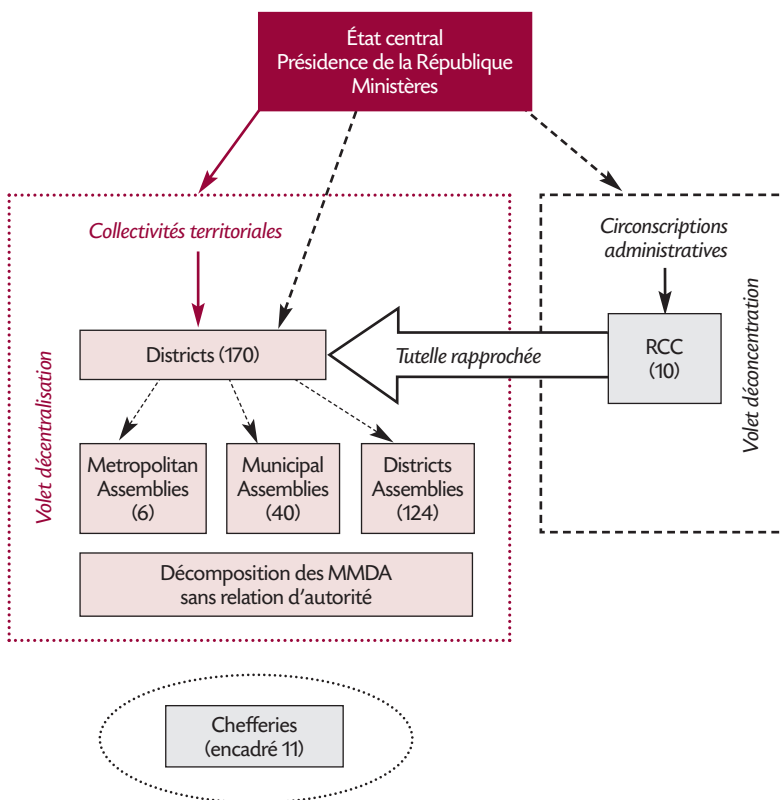 État central
Présidence de la République
Ministères
Collectivités territoriales
Circonscriptions
administratives
Districts (170)
Tutelle rapprochée
RCC
(10)
Volet décentralisation
Volet déconcentration
Metropolitan
Assemblies
(6)
Municipal
Assemblies
(40)
Districts
Assemblies
(124)
Décomposition des MMDA
sans relation d'autorité
Chefferies
(encadré 11)